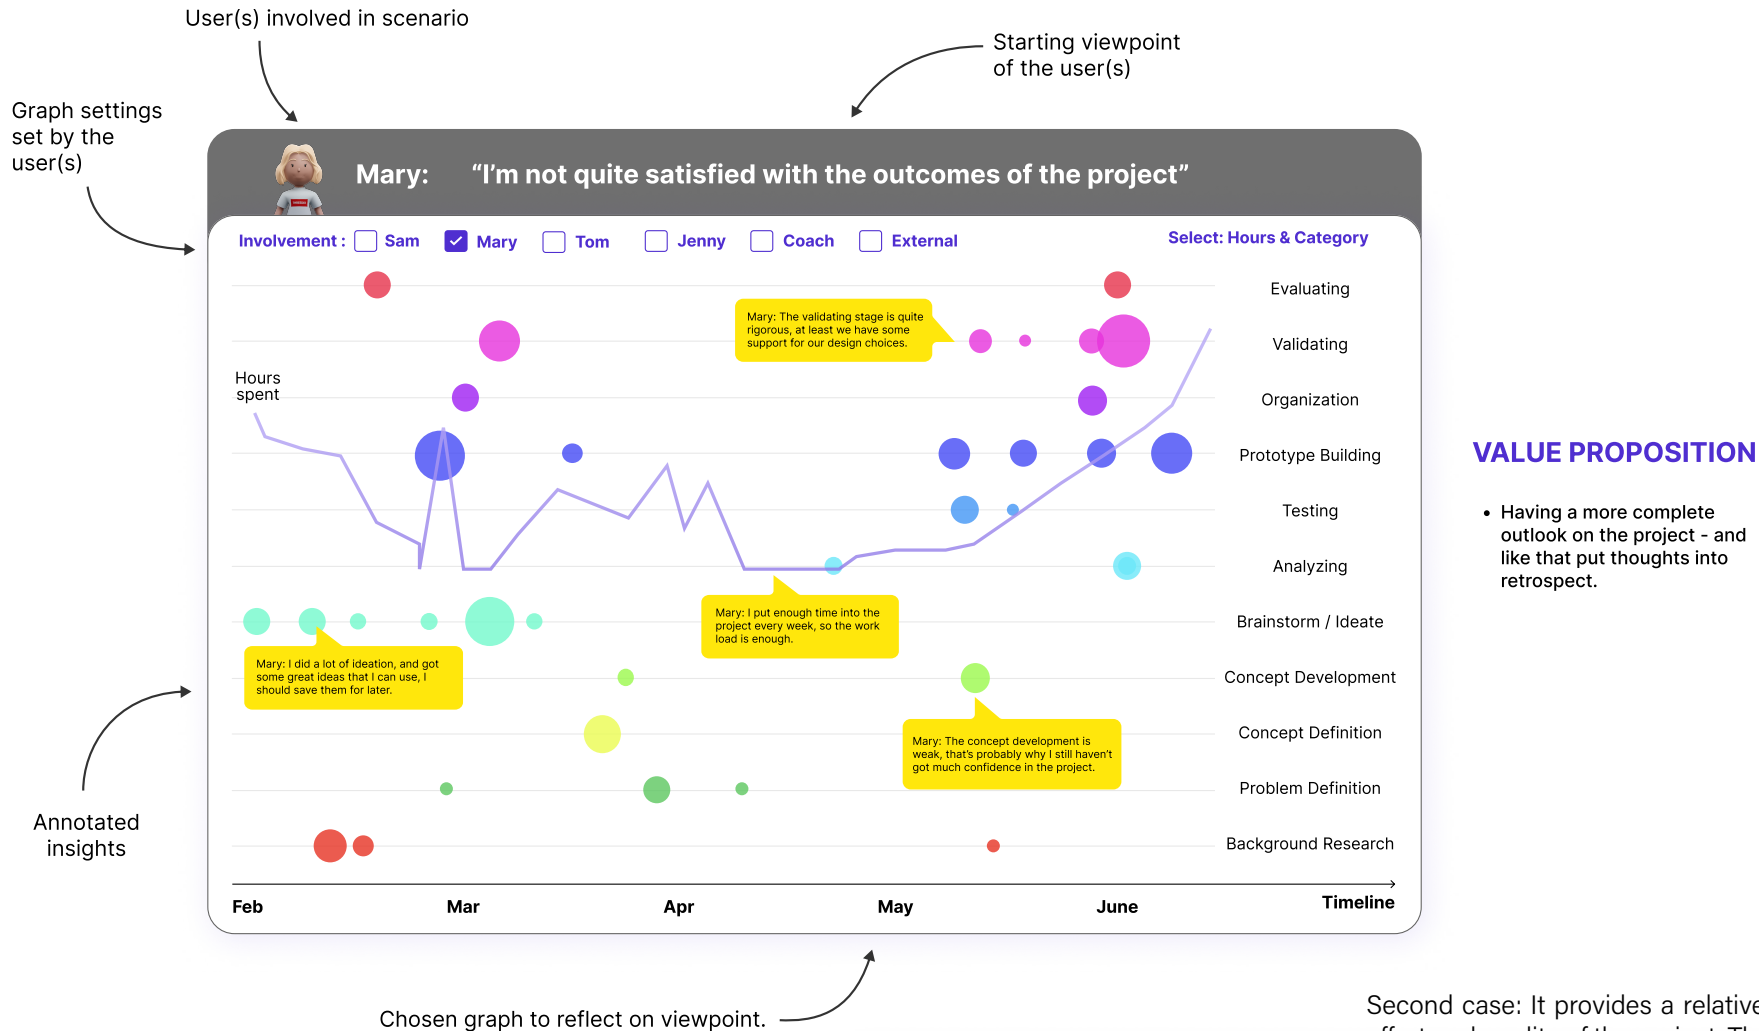 User(s) involved in scenario
Starting viewpoint
of the user(s)
Graph settings
set by the
user(s)
Mary: “I’m not quite satisfied with the outcomes of the project”
Involvement : Sam Mary Tom Jenny Coach External
Select: Hours & Category
Evaluating
Mary: The validating stage is quite
rigorous, at least we have some
support for our design choices.
Validating
Hours
spent
Organization
Prototype Building
Testing
Analyzing
Mary: I put enough time into the
project every week, so the work
load is enough.
Brainstorm / Ideate
Mary: I did a lot of ideation, and got
some great ideas that I can use, I
should save them for later.
Concept Development
Mary: The concept development is
weak, that’s probably why I still haven’t
got much confidence in the project.
Concept Definition
Problem Definition
Background Research
Feb Mar Apr May June Timeline
Annotated
insights
Chosen graph to reflect on viewpoint.
VALUE PROPOSITION
• Having a more complete
outlook on the project - and
like that put thoughts into
retrospect.
Second case: It provides a relative